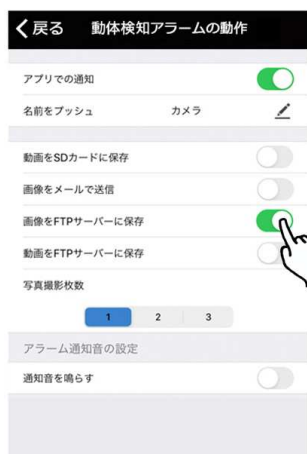 戻る 動体検知アラームの動作
アプリでの通知
名前をプッシュ カメラ
動画をSDカードに保存
画像をメールで送信
画像をFTPサーバーに保存
動画をFTPサーバーに保存
写真撮影枚数
1 2 3
アラーム通知音の設定
通知音を鳴らす